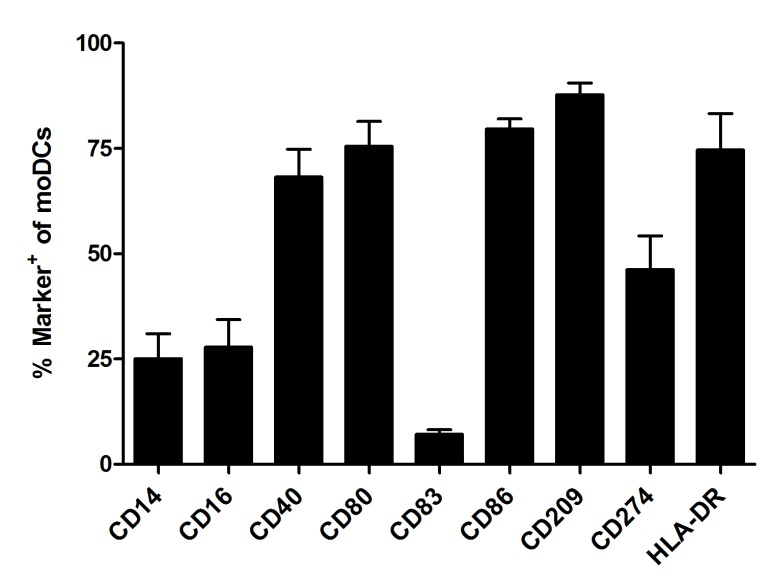 % Marker⁺ of moDCs
100
75
50
25
0
CD14
CD16
CD40
CD80
CD83
CD86
CD209
CD274
HLA-DR